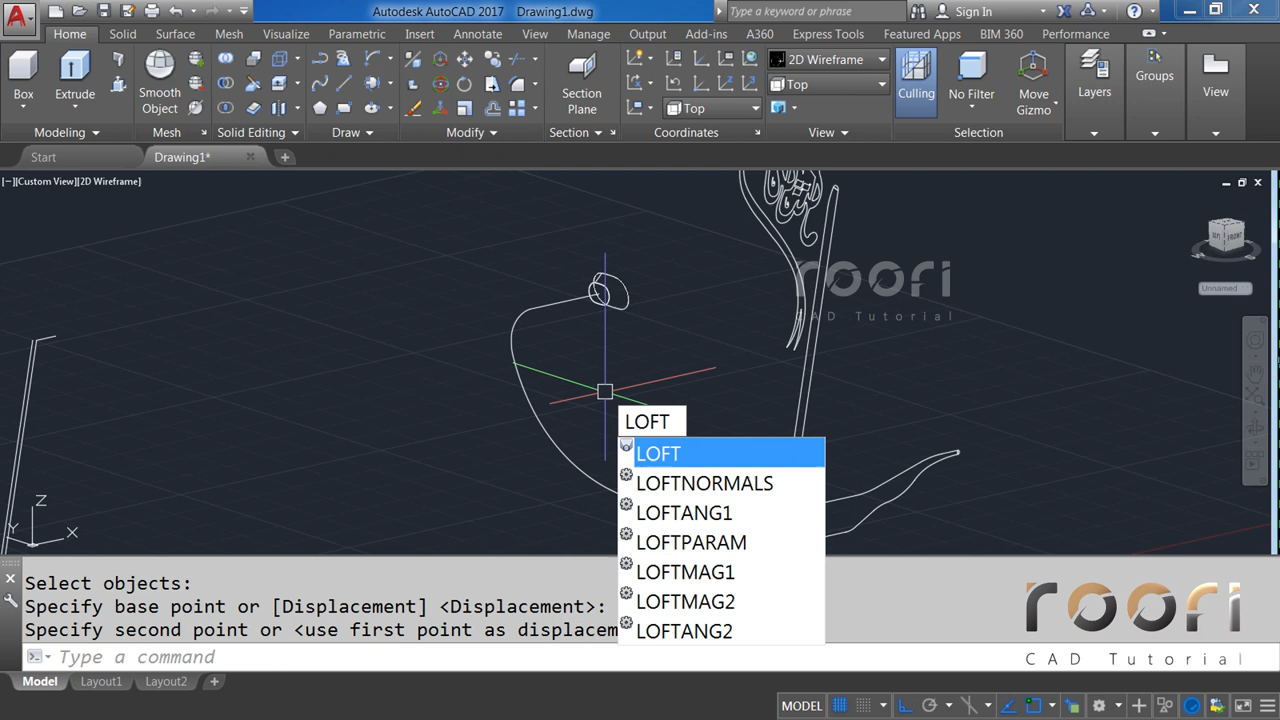 Autodesk AutoCAD 2017 Drawing1.dwg
Type a keyword or phrase
Sign In
Home Solid Surface Mesh Visualize Parametric Insert Annotate View Manage Output Add-ins A360 Express Tools Featured Apps BIM 360 Performance
Box
Extrude
Smooth Object
Section Plane
Top
2D Wireframe
Top
Culling
No Filter
Move Gizmo
Layers
Groups
View
Modeling
Mesh
Solid Editing
Draw
Modify
Section
Coordinates
View
Selection
Start
Drawing1*
[−][Custom View][2D Wireframe]
FRONT
Unnamed
roori
CAD Tutorial
LOFT
LOFT
LOFTNORMALS
LOFTANG1
LOFTPARAM
LOFTMAG1
LOFTMAG2
LOFTANG2
Z
Y
X
Select objects:
Specify base point or [Displacement] <Displacement>:
Specify second point or <use first point as displacem
Type a command
roori
CAD Tutorial
Model Layout1 Layout2
MODEL